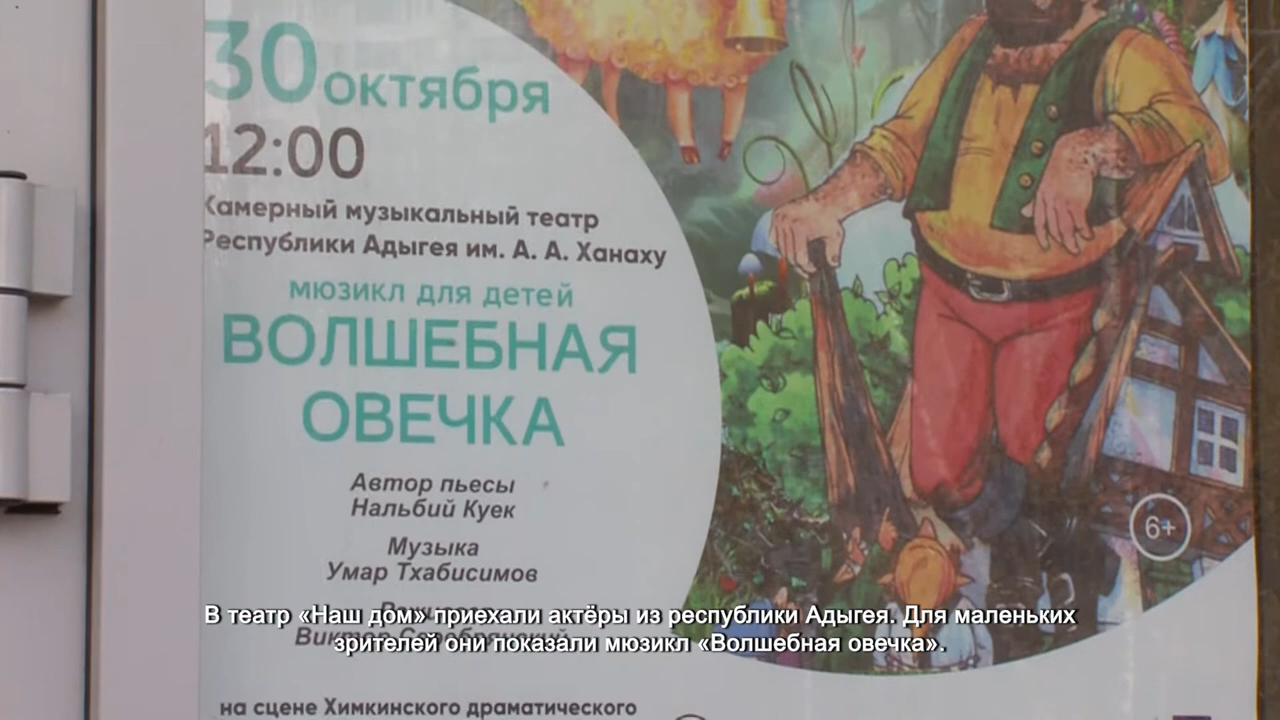 30 октября
12:00
Камерный музыкальный театр
Республики Адыгея им. А. А. Ханаху
мюзикл для детей
ВОЛШЕБНАЯ
ОВЕЧКА
Автор пьесы
Нальбий Куек
Музыка
Умар Тхабисимов
6+
В театр «Наш дом» приехали актёры из республики Адыгея. Для маленьких
зрителей они показали мюзикл «Волшебная овечка».
на сцене Химкинского драматического